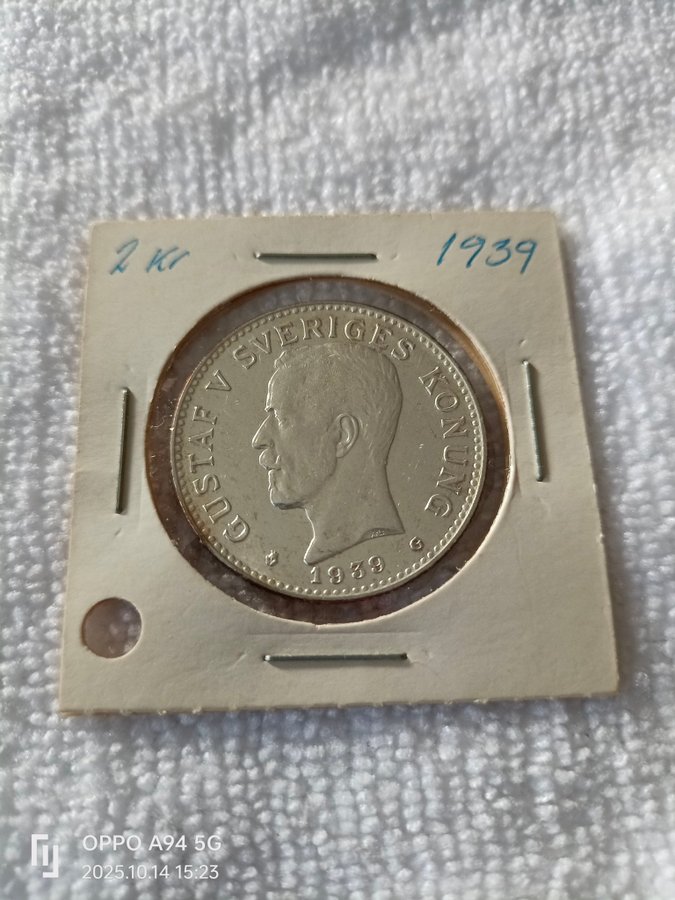 2 Kr 1939
GUSTAF V SVERIGES KONUNG
1939 G
OPPO A94 5G
2025.10.14 15:23